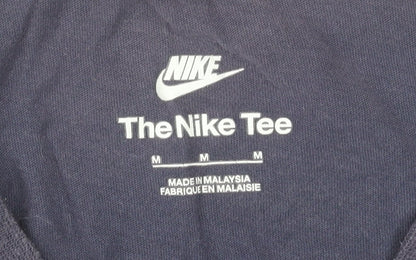 NIKE
The Nike Tee
M M M
MADE IN MALAYSIA
FABRIQUE EN MALAISIE